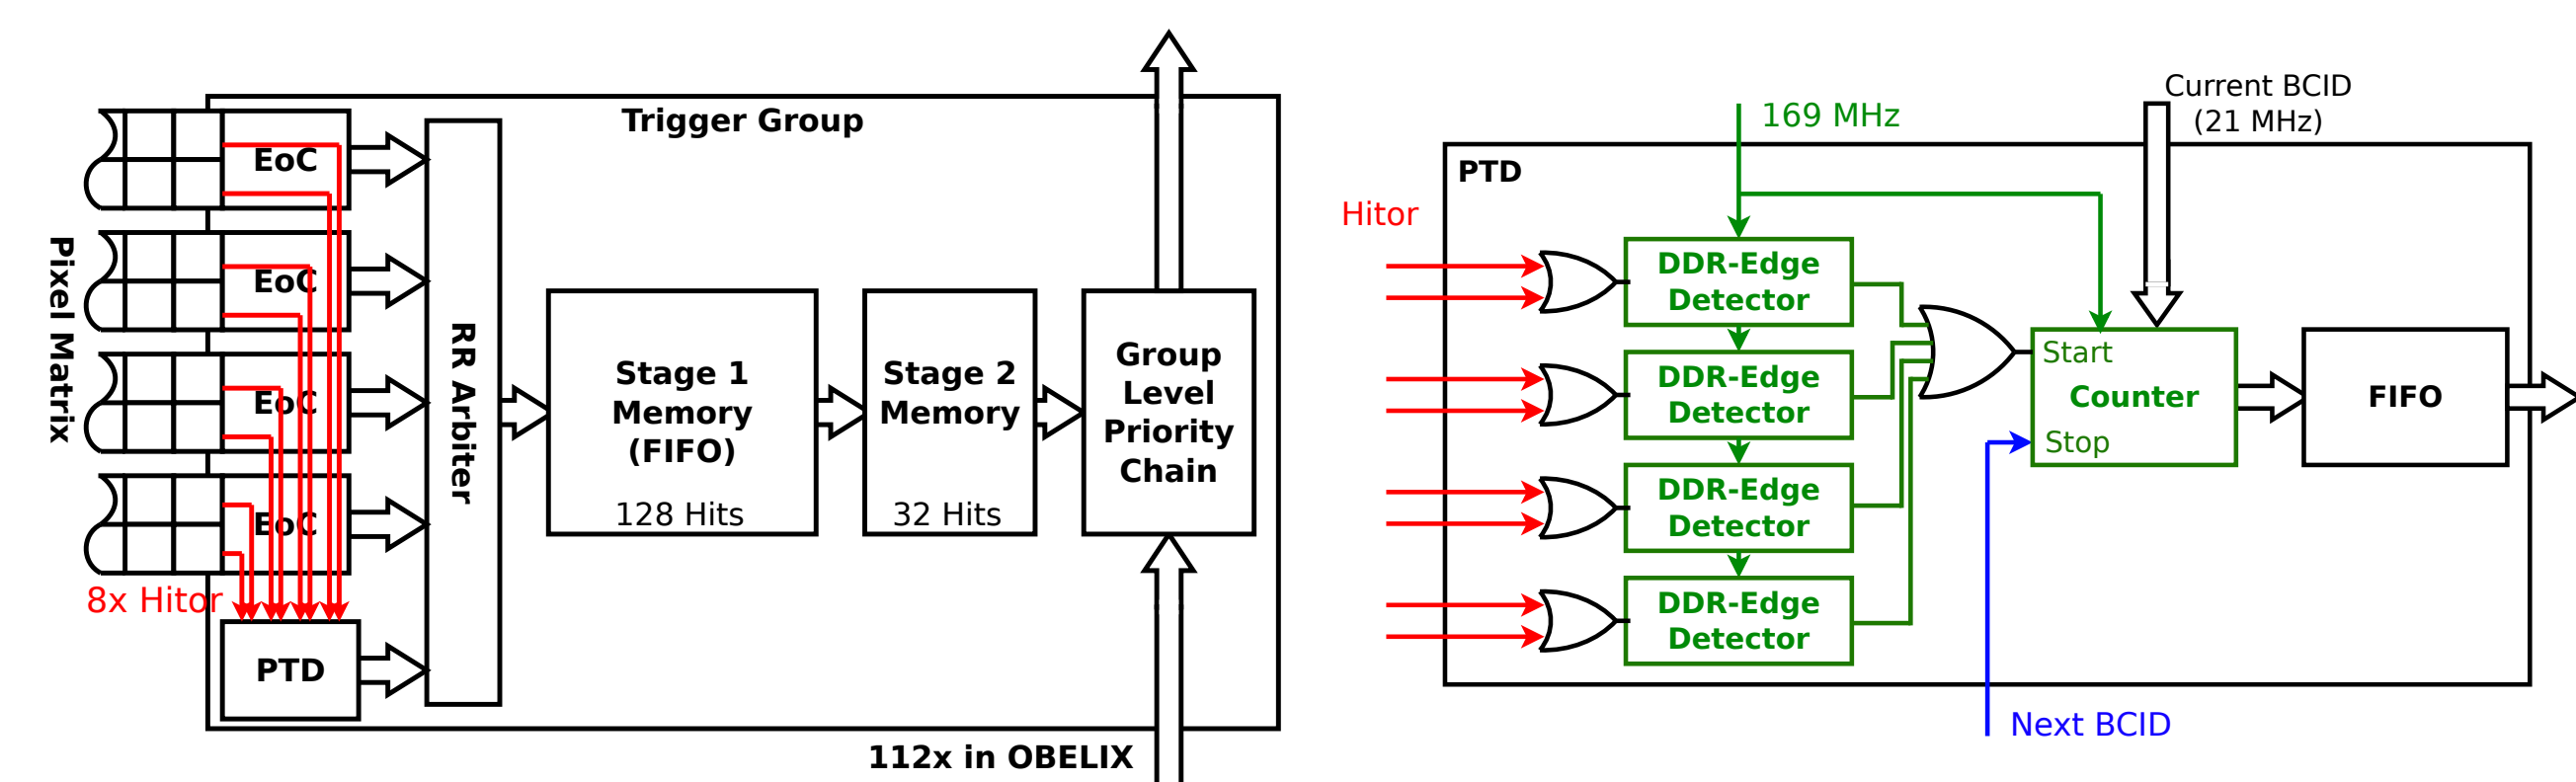 Trigger Group
EoC
EoC
EoC
EoC
Pixel Matrix
8x Hitor
PTD
RR Arbiter
Stage 1
Memory
(FIFO)
128 Hits
Stage 2
Memory
32 Hits
Group
Level
Priority
Chain
112x in OBELIX
Current BCID
(21 MHz)
169 MHz
PTD
Hitor
DDR-Edge
Detector
DDR-Edge
Detector
DDR-Edge
Detector
DDR-Edge
Detector
Start
Counter
Stop
FIFO
Next BCID